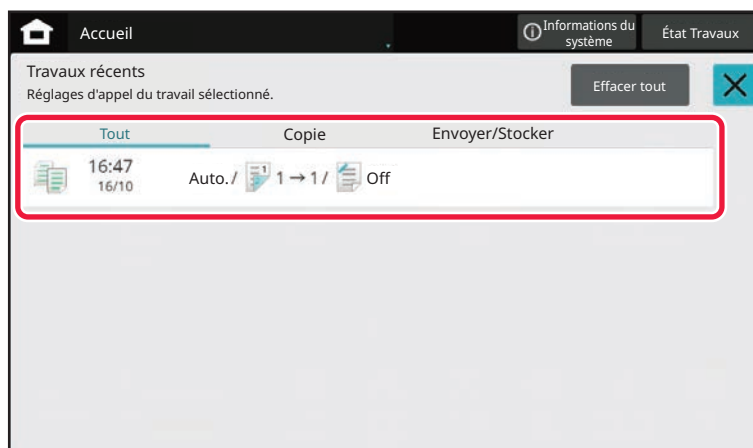 Accueil
Informations du
système
État Travaux
Travaux récents
Réglages d'appel du travail sélectionné.
Effacer tout
Tout Copie Envoyer/Stocker
16:47
16/10
Auto. / 1 1 → 1 / Off